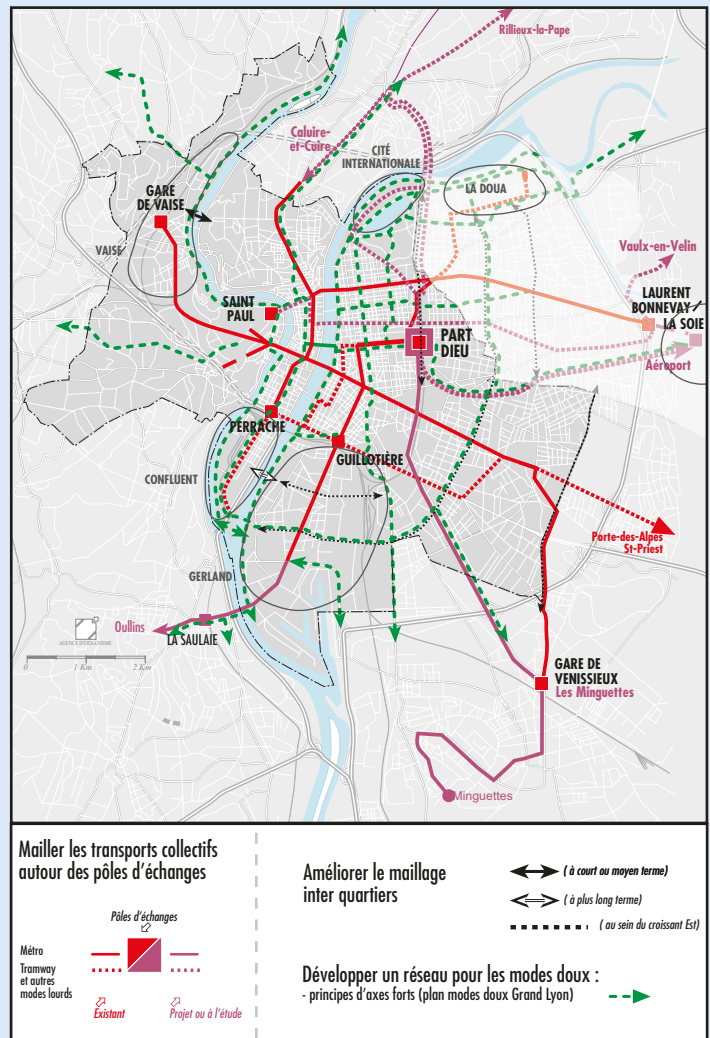 Rillieux-la-Pape
Caluire-
et-Cuire
CITÉ
INTERNATIONALE
LA DOUA
GARE
DE VAISE
VAISE
Vaulx-en-Velin
SAINT
PAUL
LAURENT
BONNEVAY
LA SOIE
PART
DIEU
Aéroport
PERRACHE
GUILLOTIÈRE
CONFLUENT
Porte-des-Alpes
St-Priest
GERLAND
Oullins
LA SAULAIE
AGENCE D'URBANISME
0 1 Km 2 Km
GARE DE
VENISSIEUX
Les Minguettes
Minguettes
Mailler les transports collectifs
autour des pôles d'échanges
Pôles d'échanges
Métro
Tramway
et autres
modes lourds
Existant
Projet ou à l'étude
Améliorer le maillage
inter quartiers
( à court ou moyen terme)
( à plus long terme)
( au sein du croissant Est)
Développer un réseau pour les modes doux :
- principes d'axes forts (plan modes doux Grand Lyon)